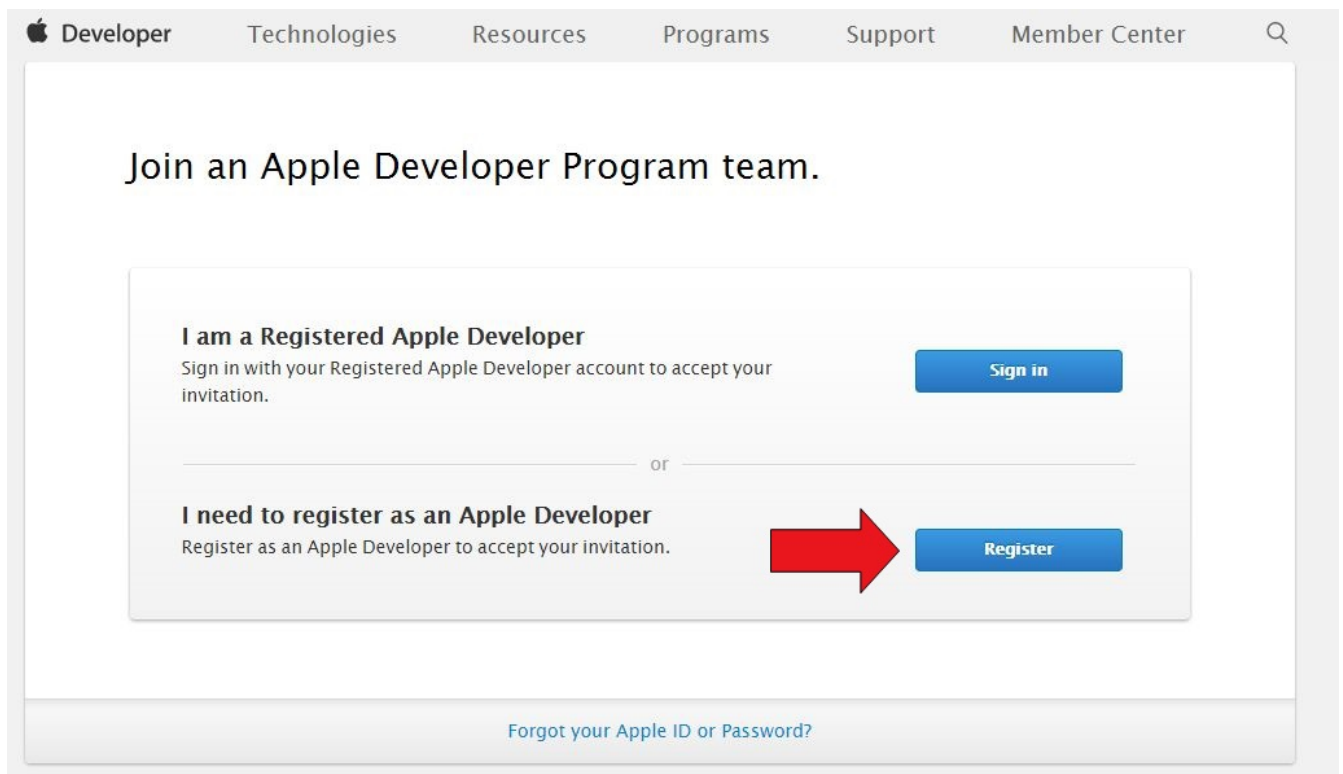 Developer Technologies Resources Programs Support Member Center
Join an Apple Developer Program team.
I am a Registered Apple Developer
Sign in with your Registered Apple Developer account to accept your
invitation.
Sign in
or
I need to register as an Apple Developer
Register as an Apple Developer to accept your invitation.
Register
Forgot your Apple ID or Password?